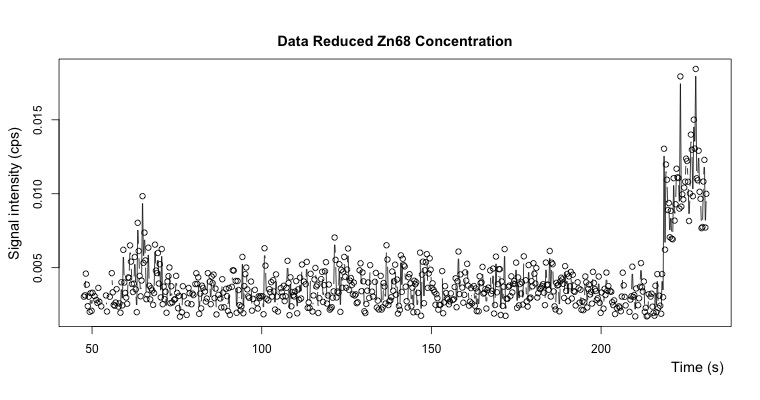 Data Reduced Zn68 Concentration
Signal intensity (cps)
0.015
0.010
0.005
50 100 150 200
Time (s)